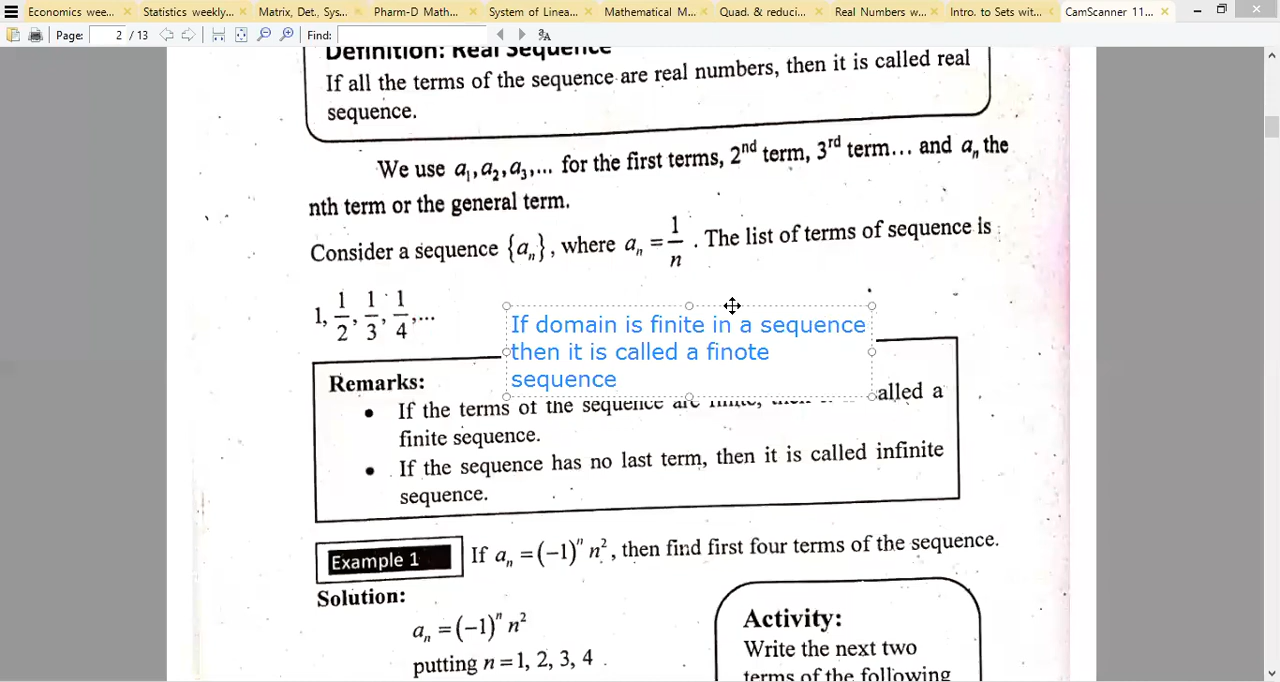 Economics wee... Statistics weekly... Matrix, Det., Sys... Pharm-D Math... System of Linea... Mathematical M... Quad. & reduci... Real Numbers w... Intro. to Sets wit... CamScanner 11...
Page: 2 / 13 Find:
Definition: Real Sequence
If all the terms of the sequence are real numbers, then it is called real
sequence.
We use a₁,a₂,a₃,... for the first terms, 2ⁿᵈ term, 3ʳᵈ term... and aₙ the
nth term or the general term.
Consider a sequence {aₙ}, where aₙ = 1/n . The list of terms of sequence is
1, 1/2, 1/3, 1/4,...
If domain is finite in a sequence
then it is called a finote
sequence
Remarks:
• If the terms of the sequence are finite, alled a
finite sequence.
• If the sequence has no last term, then it is called infinite
sequence.
Example 1 If aₙ = (−1)ⁿ n², then find first four terms of the sequence.
Solution:
aₙ = (−1)ⁿ n²
putting n = 1, 2, 3, 4
Activity:
Write the next two
terms of the following